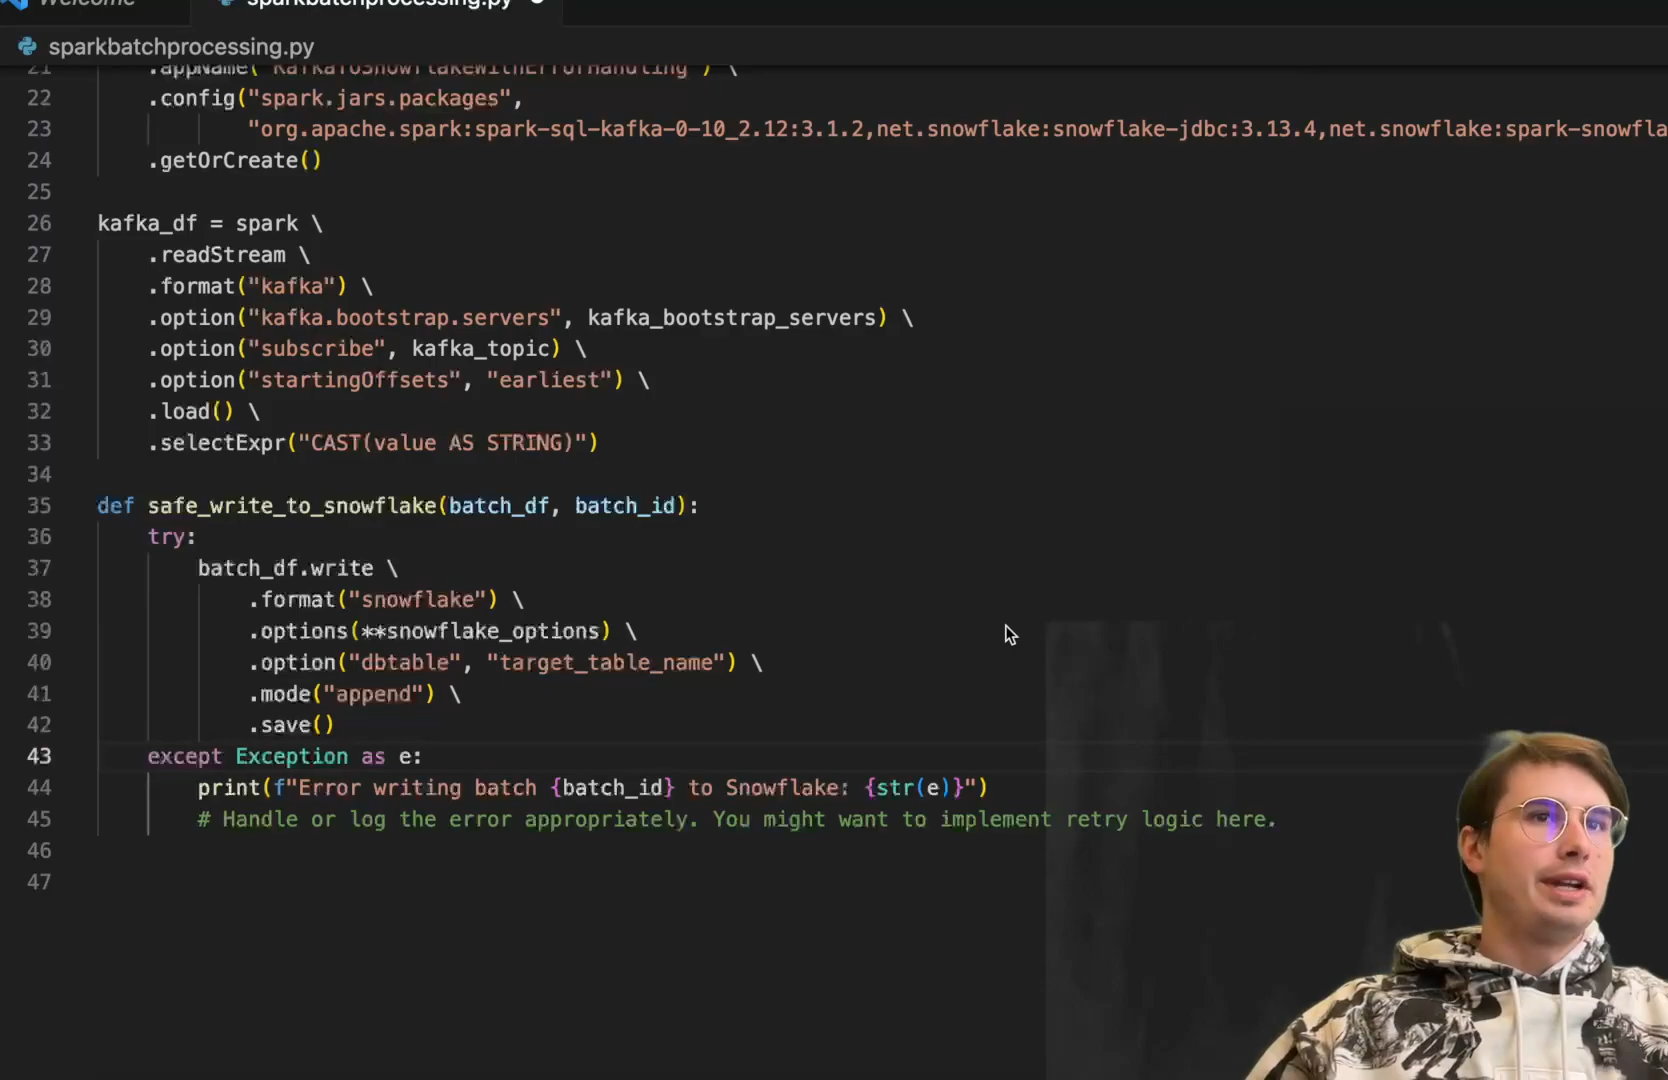 Welcome
sparkbatchprocessing.py
sparkbatchprocessing.py
21 .appName("KafkaToSnowflakeWithErrorHandling") \
22 .config("spark.jars.packages",
23 "org.apache.spark:spark-sql-kafka-0-10_2.12:3.1.2,net.snowflake:snowflake-jdbc:3.13.4,net.snowflake:spark-snowfla
24 .getOrCreate()
25
26 kafka_df = spark \
27 .readStream \
28 .format("kafka") \
29 .option("kafka.bootstrap.servers", kafka_bootstrap_servers) \
30 .option("subscribe", kafka_topic) \
31 .option("startingOffsets", "earliest") \
32 .load() \
33 .selectExpr("CAST(value AS STRING)")
34
35 def safe_write_to_snowflake(batch_df, batch_id):
36 try:
37 batch_df.write \
38 .format("snowflake") \
39 .options(**snowflake_options) \
40 .option("dbtable", "target_table_name") \
41 .mode("append") \
42 .save()
43 except Exception as e:
44 print(f"Error writing batch {batch_id} to Snowflake: {str(e)}")
45 # Handle or log the error appropriately. You might want to implement retry logic here.
46
47